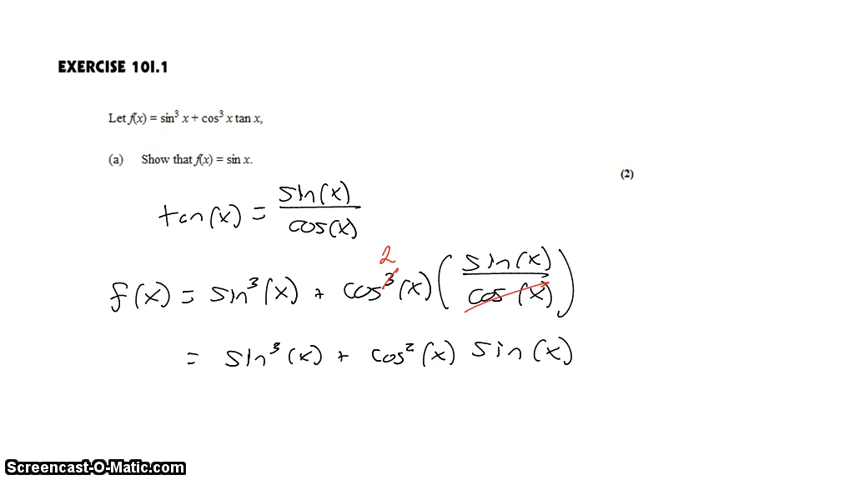 EXERCISE 10I.1
Let f(x) = sin³ x + cos³ x tan x,
(a) Show that f(x) = sin x.
(2)
tan(x) = sin(x)/cos(x)
2
f(x) = sin³(x) + cos³(x)(sin(x)/cos(x))
= sin³(x) + cos²(x) sin(x)
Screencast-O-Matic.com